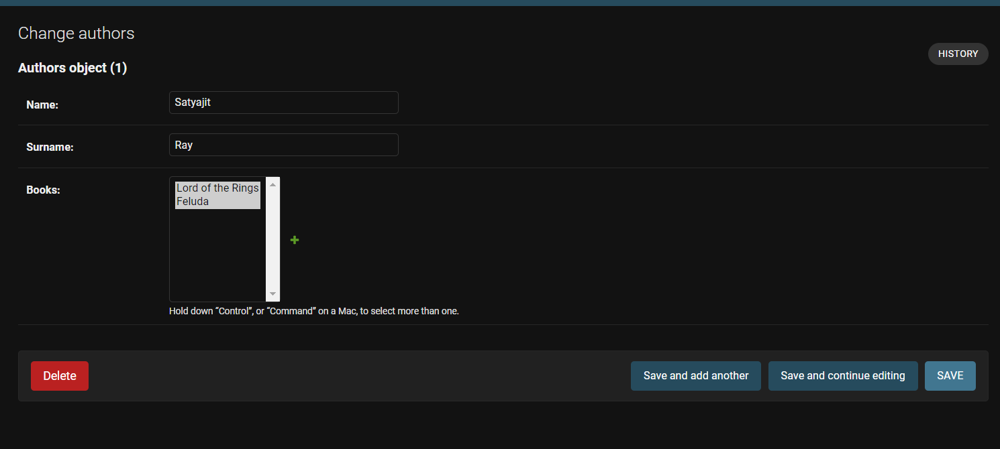 Change authors
HISTORY
Authors object (1)
Name:
Satyajit
Surname:
Ray
Books:
Lord of the Rings
Feluda
Hold down “Control”, or “Command” on a Mac, to select more than one.
Delete
Save and add another
Save and continue editing
SAVE